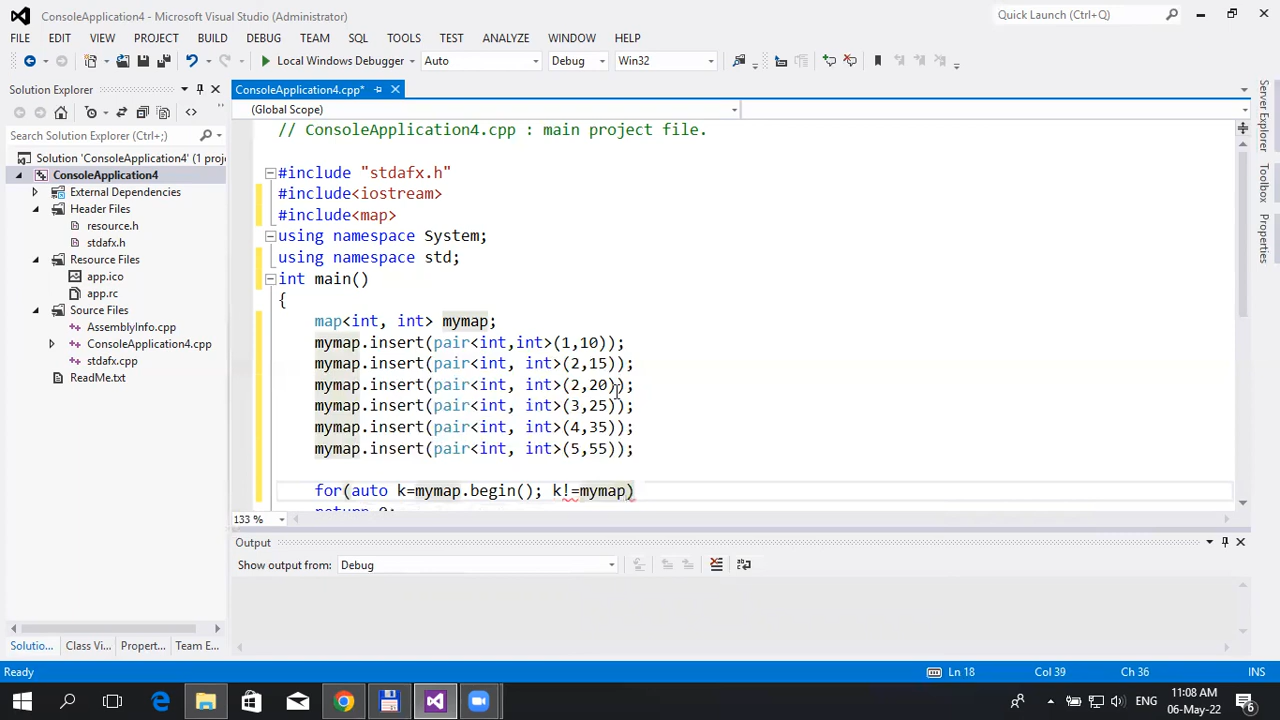 ConsoleApplication4 - Microsoft Visual Studio (Administrator)
Quick Launch (Ctrl+Q)
FILE EDIT VIEW PROJECT BUILD DEBUG TEAM SQL TOOLS TEST ANALYZE WINDOW HELP
Local Windows Debugger Auto Debug Win32
Solution Explorer
Search Solution Explorer (Ctrl+;)
Solution 'ConsoleApplication4' (1 proj
ConsoleApplication4
External Dependencies
Header Files
resource.h
stdafx.h
Resource Files
app.ico
app.rc
Source Files
AssemblyInfo.cpp
ConsoleApplication4.cpp
stdafx.cpp
ReadMe.txt
Solutio... Class Vi... Propert... Team E...
ConsoleApplication4.cpp*
(Global Scope)
// ConsoleApplication4.cpp : main project file.
#include "stdafx.h"
#include<iostream>
#include<map>
using namespace System;
using namespace std;
int main()
{
map<int, int> mymap;
mymap.insert(pair<int,int>(1,10));
mymap.insert(pair<int, int>(2,15));
mymap.insert(pair<int, int>(2,20));
mymap.insert(pair<int, int>(3,25));
mymap.insert(pair<int, int>(4,35));
mymap.insert(pair<int, int>(5,55));
for(auto k=mymap.begin(); k!=mymap)
return 0;
133 %
Output
Show output from: Debug
Server Explorer
Toolbox
Properties
Ready Ln 18 Col 39 Ch 36 INS
ENG
11:08 AM
06-May-22
6